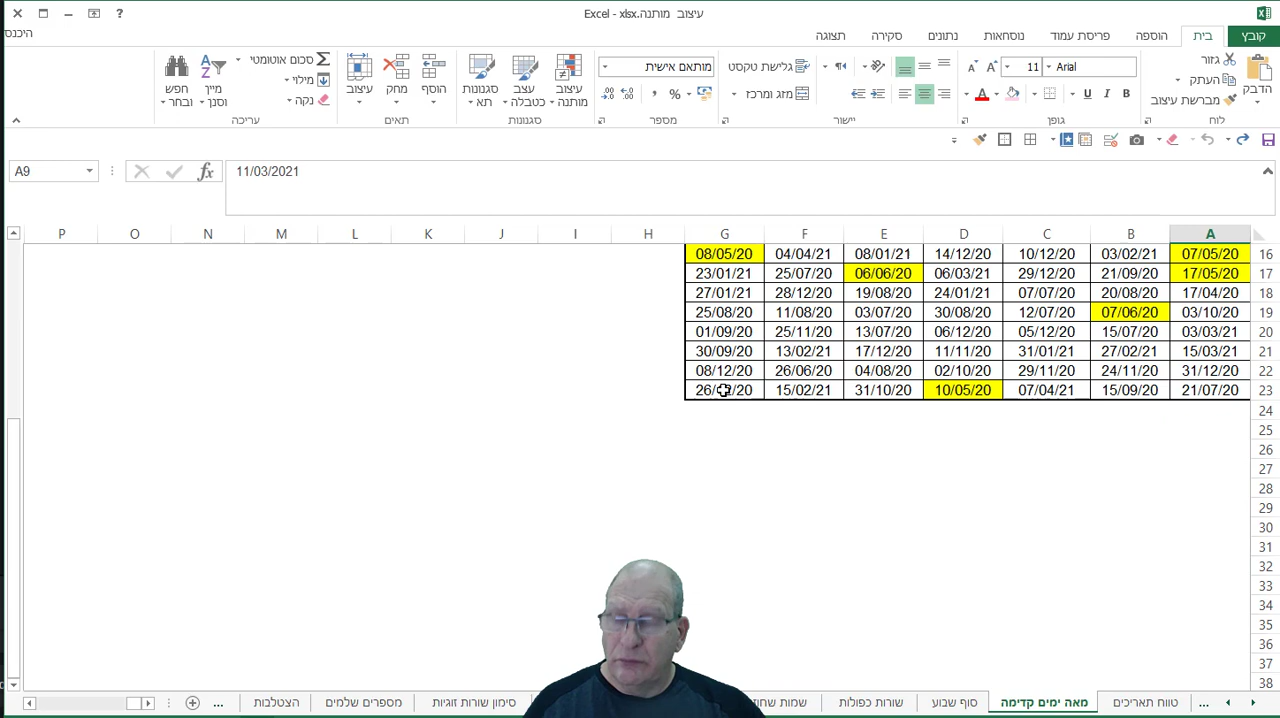 עיצוב מותנה.xlsx - Excel
?
היכנס
קובץ
בית
הוספה
פריסת עמוד
נוסחאות
נתונים
סקירה
תצוגה
הדבק
גזור
העתק
מברשת עיצוב
לוח
Arial
11
B I U
גופן
גלישת טקסט
מזג ומרכז
יישור
מותאם אישית
%
מספר
עיצוב מותנה
עצב כטבלה
סגנונות תא
סגנונות
הוסף
מחק
עיצוב
תאים
סכום אוטומטי
מילוי
נקה
מייך וסנן
חפש ובחר
עריכה
A9
fx
11/03/2021
P O N M L K J I H G F E D C B A
08/05/20 04/04/21 08/01/21 14/12/20 10/12/20 03/02/21 07/05/20 16
23/01/21 25/07/20 06/06/20 06/03/21 29/12/20 21/09/20 17/05/20 17
27/01/21 28/12/20 19/08/20 24/01/21 07/07/20 20/08/20 17/04/20 18
25/08/20 11/08/20 03/07/20 30/08/20 12/07/20 07/06/20 03/10/20 19
01/09/20 25/11/20 13/07/20 06/12/20 05/12/20 15/07/20 03/03/21 20
30/09/20 13/02/21 17/12/20 11/11/20 31/01/21 27/02/21 15/03/21 21
08/12/20 26/06/20 04/08/20 02/10/20 29/11/20 24/11/20 31/12/20 22
15/02/21 31/10/20 10/05/20 07/04/21 15/09/20 21/07/20 23
24
25
26
27
28
29
30
31
32
33
34
35
36
37
38
...
טווח תאריכים
מאה ימים קדימה
סוף שבוע
שורות כפולות
שמות
סימון שורות זוגיות
מספרים שלמים
הצטלבות
...